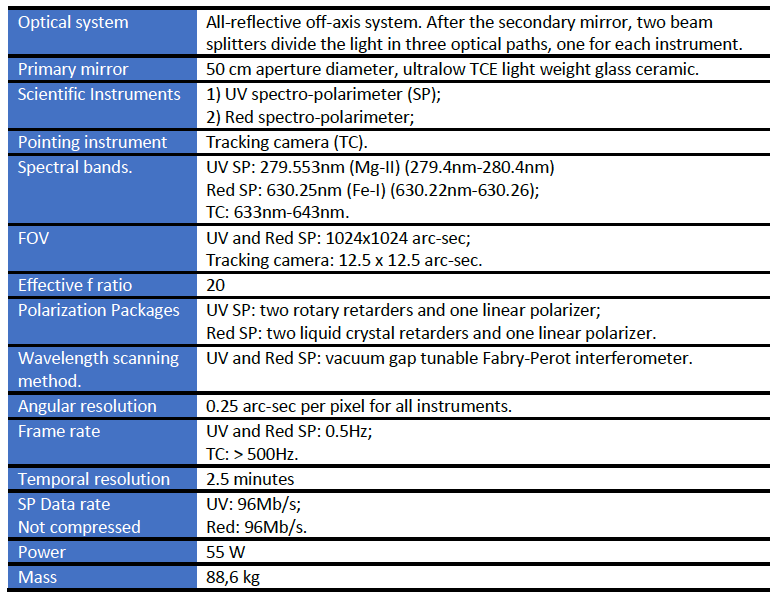 Optical system
All-reflective off-axis system. After the secondary mirror, two beam
splitters divide the light in three optical paths, one for each instrument.
Primary mirror
50 cm aperture diameter, ultralow TCE light weight glass ceramic.
Scientific Instruments
1) UV spectro-polarimeter (SP);
2) Red spectro-polarimeter;
Pointing instrument
Tracking camera (TC).
Spectral bands.
UV SP: 279.553nm (Mg-II) (279.4nm-280.4nm)
Red SP: 630.25nm (Fe-I) (630.22nm-630.26);
TC: 633nm-643nm.
FOV
UV and Red SP: 1024x1024 arc-sec;
Tracking camera: 12.5 x 12.5 arc-sec.
Effective f ratio
20
Polarization Packages
UV SP: two rotary retarders and one linear polarizer;
Red SP: two liquid crystal retarders and one linear polarizer.
Wavelength scanning
method.
UV and Red SP: vacuum gap tunable Fabry-Perot interferometer.
Angular resolution
0.25 arc-sec per pixel for all instruments.
Frame rate
UV and Red SP: 0.5Hz;
TC: > 500Hz.
Temporal resolution
2.5 minutes
SP Data rate
Not compressed
UV: 96Mb/s;
Red: 96Mb/s.
Power
55 W
Mass
88,6 kg